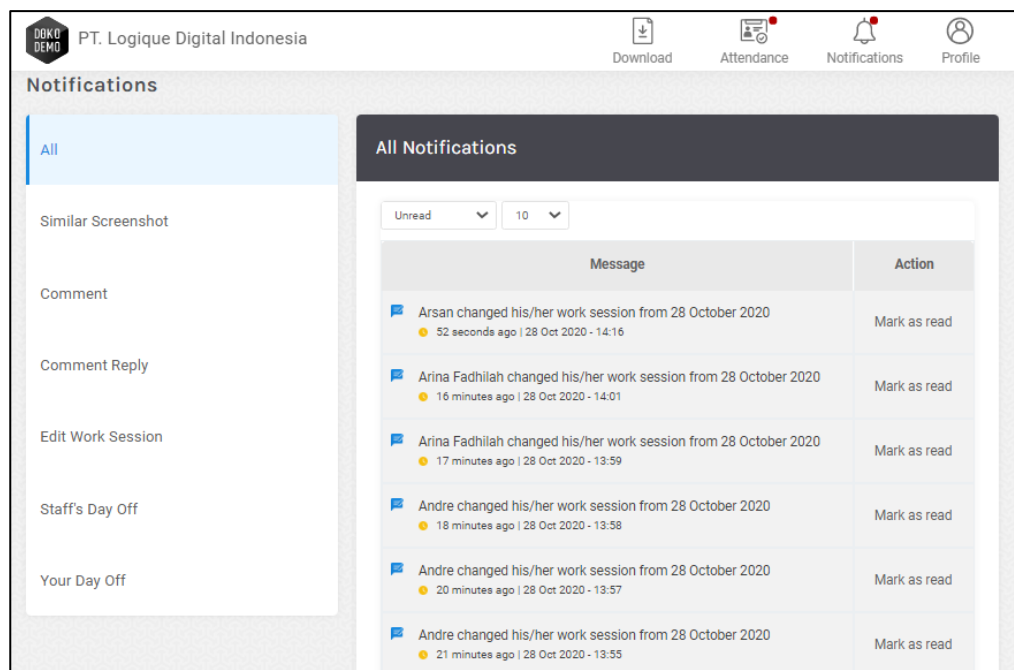 DOKO
DEMO
PT. Logique Digital Indonesia
Download
Attendance
Notifications
Profile
Notifications
All
Similar Screenshot
Comment
Comment Reply
Edit Work Session
Staff's Day Off
Your Day Off
All Notifications
Unread 10
Message Action
Arsan changed his/her work session from 28 October 2020
52 seconds ago | 28 Oct 2020 - 14:16
Mark as read
Arina Fadhilah changed his/her work session from 28 October 2020
16 minutes ago | 28 Oct 2020 - 14:01
Mark as read
Arina Fadhilah changed his/her work session from 28 October 2020
17 minutes ago | 28 Oct 2020 - 13:59
Mark as read
Andre changed his/her work session from 28 October 2020
18 minutes ago | 28 Oct 2020 - 13:58
Mark as read
Andre changed his/her work session from 28 October 2020
20 minutes ago | 28 Oct 2020 - 13:57
Mark as read
Andre changed his/her work session from 28 October 2020
21 minutes ago | 28 Oct 2020 - 13:55
Mark as read